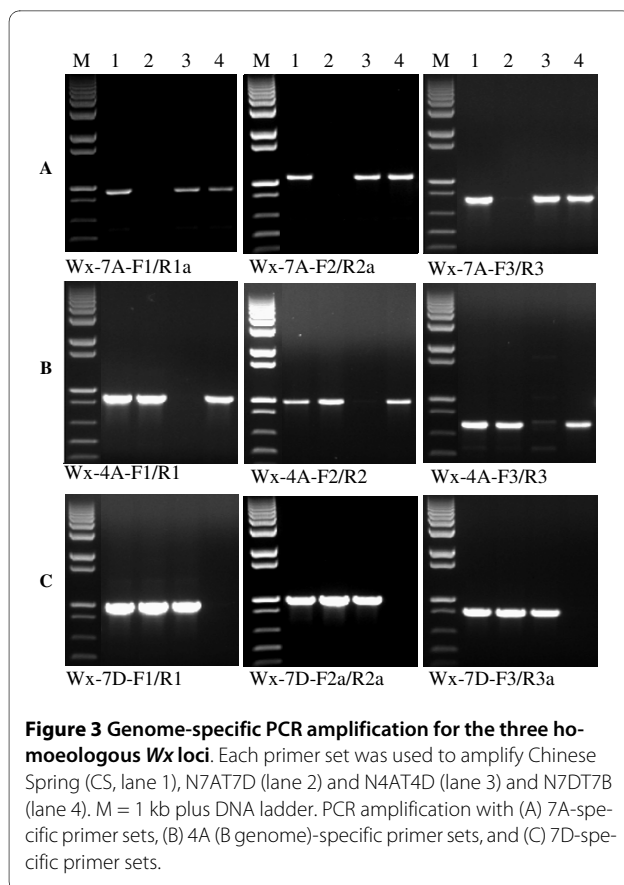 M 1 2 3 4 M 1 2 3 4 M 1 2 3 4
A
Wx-7A-F1/R1a Wx-7A-F2/R2a Wx-7A-F3/R3
B
Wx-4A-F1/R1 Wx-4A-F2/R2 Wx-4A-F3/R3
C
Wx-7D-F1/R1 Wx-7D-F2a/R2a Wx-7D-F3/R3a
Figure 3 Genome-specific PCR amplification for the three ho-
moeologous Wx loci. Each primer set was used to amplify Chinese
Spring (CS, lane 1), N7AT7D (lane 2) and N4AT4D (lane 3) and N7DT7B
(lane 4). M = 1 kb plus DNA ladder. PCR amplification with (A) 7A-spe-
cific primer sets, (B) 4A (B genome)-specific primer sets, and (C) 7D-spe-
cific primer sets.